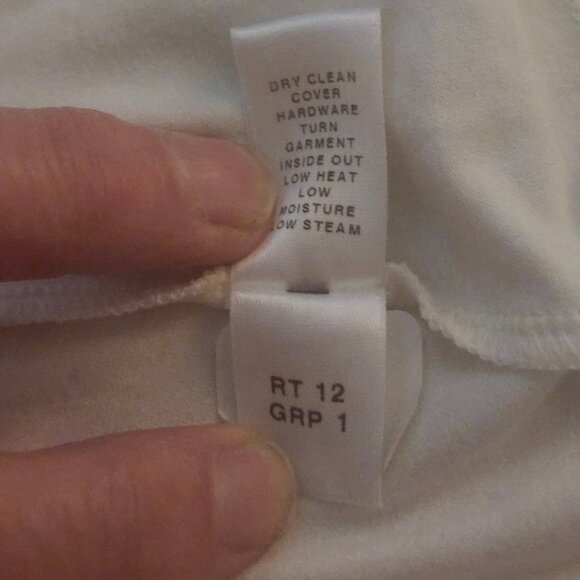 DRY CLEAN
COVER
HARDWARE
TURN
GARMENT
INSIDE OUT
LOW HEAT
LOW
MOISTURE
LOW STEAM
RT 12
GRP 1